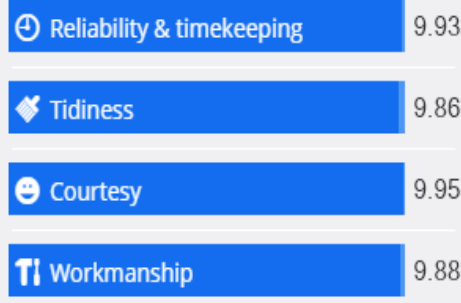 Reliability & timekeeping 9.93
Tidiness 9.86
Courtesy 9.95
Workmanship 9.88